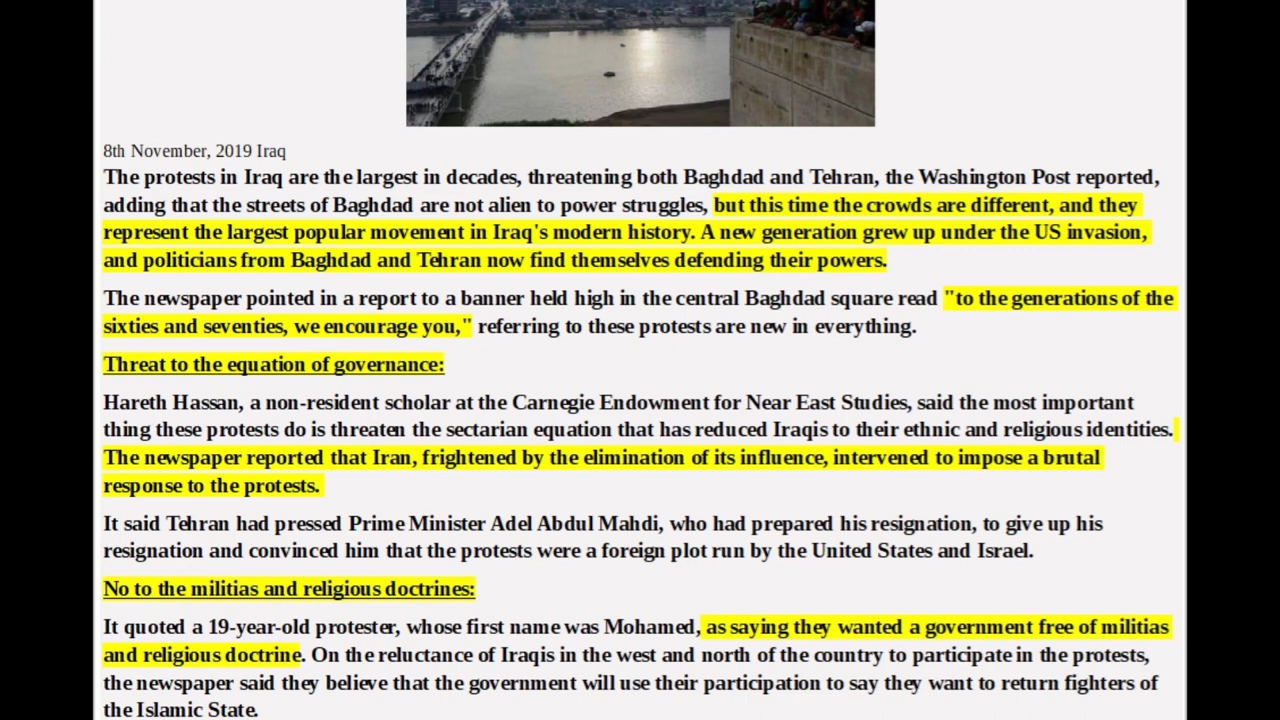 8th November, 2019 Iraq
The protests in Iraq are the largest in decades, threatening both Baghdad and Tehran, the Washington Post reported,
adding that the streets of Baghdad are not alien to power struggles, but this time the crowds are different, and they
represent the largest popular movement in Iraq's modern history. A new generation grew up under the US invasion,
and politicians from Baghdad and Tehran now find themselves defending their powers.
The newspaper pointed in a report to a banner held high in the central Baghdad square read "to the generations of the
sixties and seventies, we encourage you," referring to these protests are new in everything.
Threat to the equation of governance:
Hareth Hassan, a non-resident scholar at the Carnegie Endowment for Near East Studies, said the most important
thing these protests do is threaten the sectarian equation that has reduced Iraqis to their ethnic and religious identities.
The newspaper reported that Iran, frightened by the elimination of its influence, intervened to impose a brutal
response to the protests.
It said Tehran had pressed Prime Minister Adel Abdul Mahdi, who had prepared his resignation, to give up his
resignation and convinced him that the protests were a foreign plot run by the United States and Israel.
No to the militias and religious doctrines:
It quoted a 19-year-old protester, whose first name was Mohamed, as saying they wanted a government free of militias
and religious doctrine. On the reluctance of Iraqis in the west and north of the country to participate in the protests,
the newspaper said they believe that the government will use their participation to say they want to return fighters of
the Islamic State.